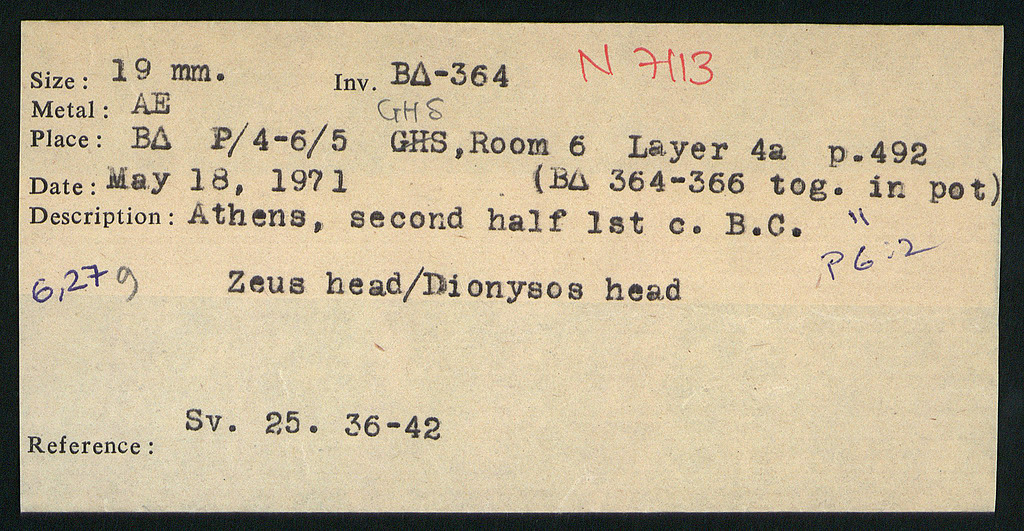 Size: 19 mm. Inv. BΔ-364 N 7113
Metal: AE GHS
Place: BΔ P/4-6/5 GHS, Room 6 Layer 4a p.492
Date: May 18, 1971 (BΔ 364-366 tog. in pot)
Description: Athens, second half 1st c. B.C. "
P 6:2
6,27 g Zeus head/Dionysos head
Sv. 25. 36-42
Reference: